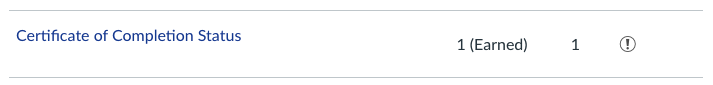 Certificate of Completion Status
1 (Earned) 1